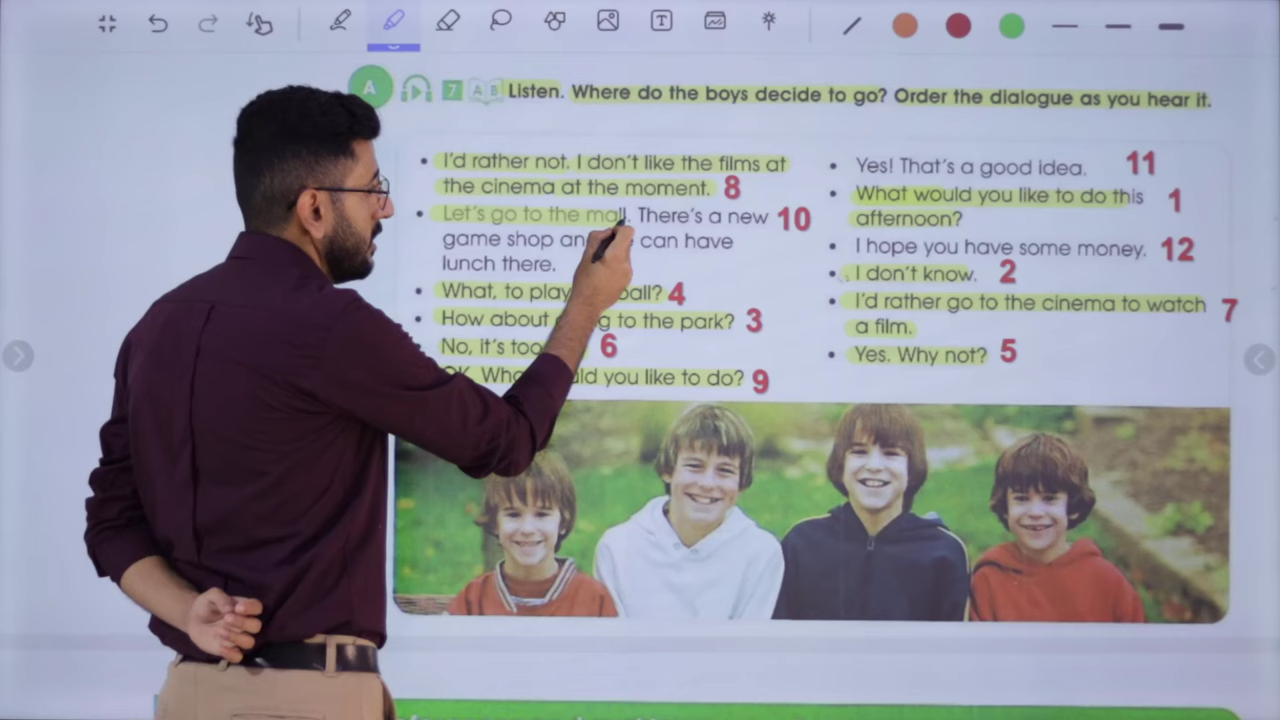 A 7 A B Listen. Where do the boys decide to go? Order the dialogue as you hear it.
• I'd rather not. I don't like the films at
the cinema at the moment. 8
• Let's go to the mall. There's a new 10
game shop an can have
lunch there.
• What, to play ball? 4
• How about g to the park? 3
No, it's too 6
OK. Wh ld you like to do? 9
• Yes! That's a good idea. 11
• What would you like to do this 1
afternoon?
• I hope you have some money. 12
• I don't know. 2
• I'd rather go to the cinema to watch 7
a film.
• Yes. Why not? 5